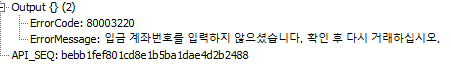 Output {} (2)
ErrorCode: 80003220
ErrorMessage: 입금 계좌번호를 입력하지 않으셨습니다. 확인 후 다시 거래하십시오.
API_SEQ: bebb1fef801cd8e1b5ba1dae4d2b2488